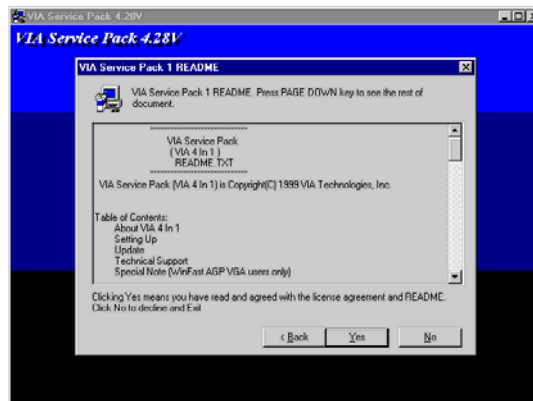 VIA Service Pack 4.28V
VIA Service Pack 4.28V
VIA Service Pack 1 README
VIA Service Pack 1 README. Press PAGE DOWN key to see the rest of
document.
VIA Service Pack
( VIA 4 In 1 )
README.TXT
VIA Service Pack (VIA 4 In 1) is Copyright(C) 1999 VIA Technologies, Inc.
Table of Contents:
About VIA 4 In 1
Setting Up
Update
Technical Support
Special Note (WinFast AGP VGA users only)
Clicking Yes means you have read and agreed with the license agreement and README.
Click No to decline and Exit
< Back
Yes
No